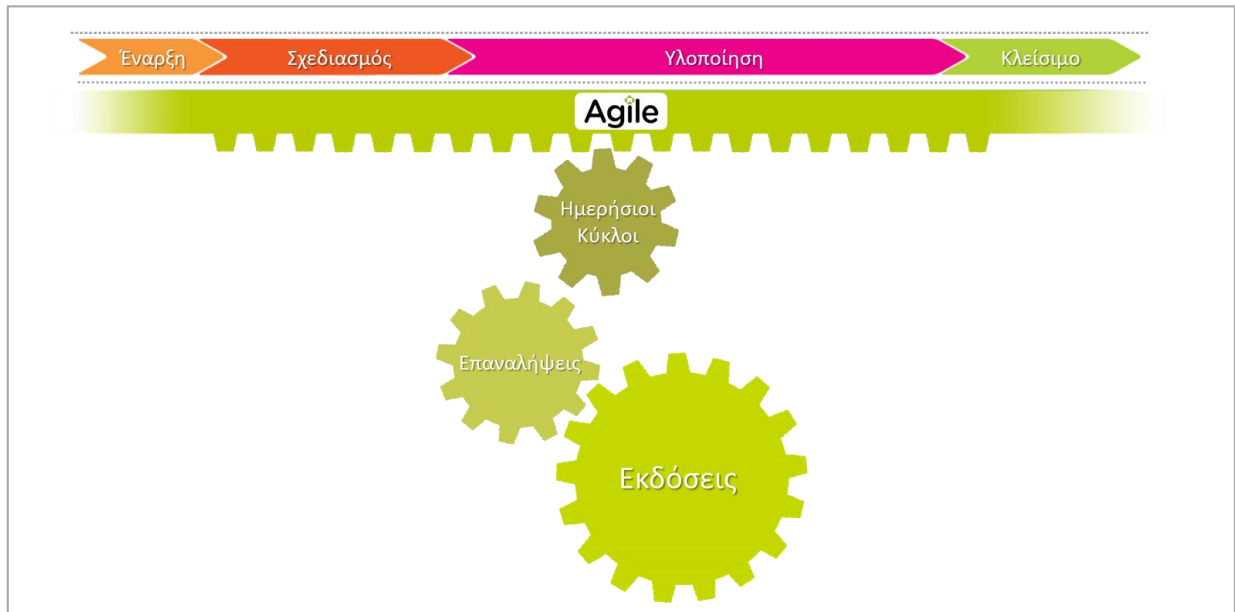 Έναρξη
Σχεδιασμός
Υλοποίηση
Κλείσιμο
Agile
Ημερήσιοι
Κύκλοι
Επαναλήψεις
Εκδόσεις